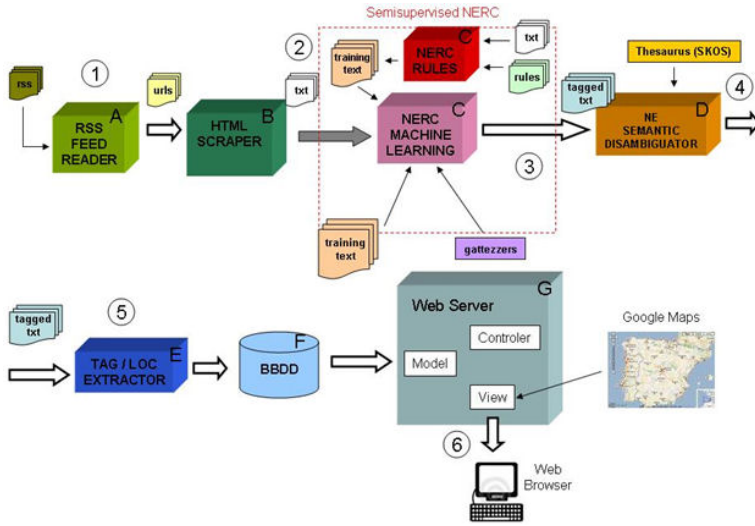 Semisupervised NERC
rss
1
urls
A
RSS
FEED
READER
2
txt
B
HTML
SCRAPER
training
text
C
NERC
RULES
txt
rules
C
NERC
MACHINE
LEARNING
3
training
text
gattezzers
tagged
txt
Thesaurus (SKOS)
D
NE
SEMANTIC
DISAMBIGUATOR
4
tagged
txt
5
E
TAG / LOC
EXTRACTOR
F
BBDD
G
Web Server
Controler
Model
View
Google Maps
6
Web
Browser